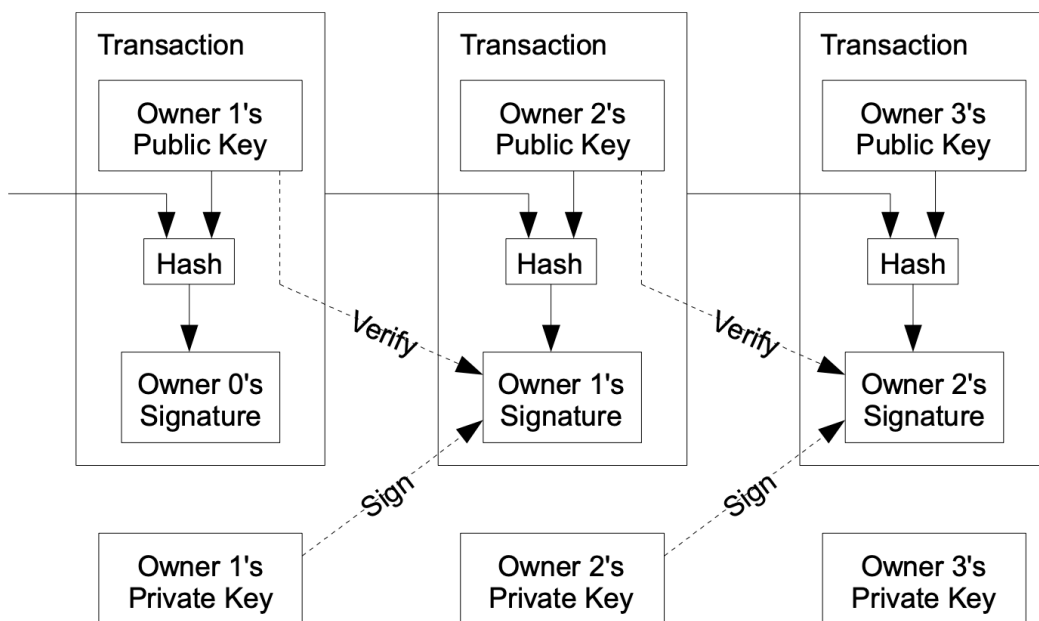 Transaction
Owner 1's
Public Key
Hash
Owner 0's
Signature
Transaction
Owner 2's
Public Key
Hash
Verify
Owner 1's
Signature
Transaction
Owner 3's
Public Key
Hash
Verify
Owner 2's
Signature
Sign
Sign
Owner 1's
Private Key
Owner 2's
Private Key
Owner 3's
Private Key